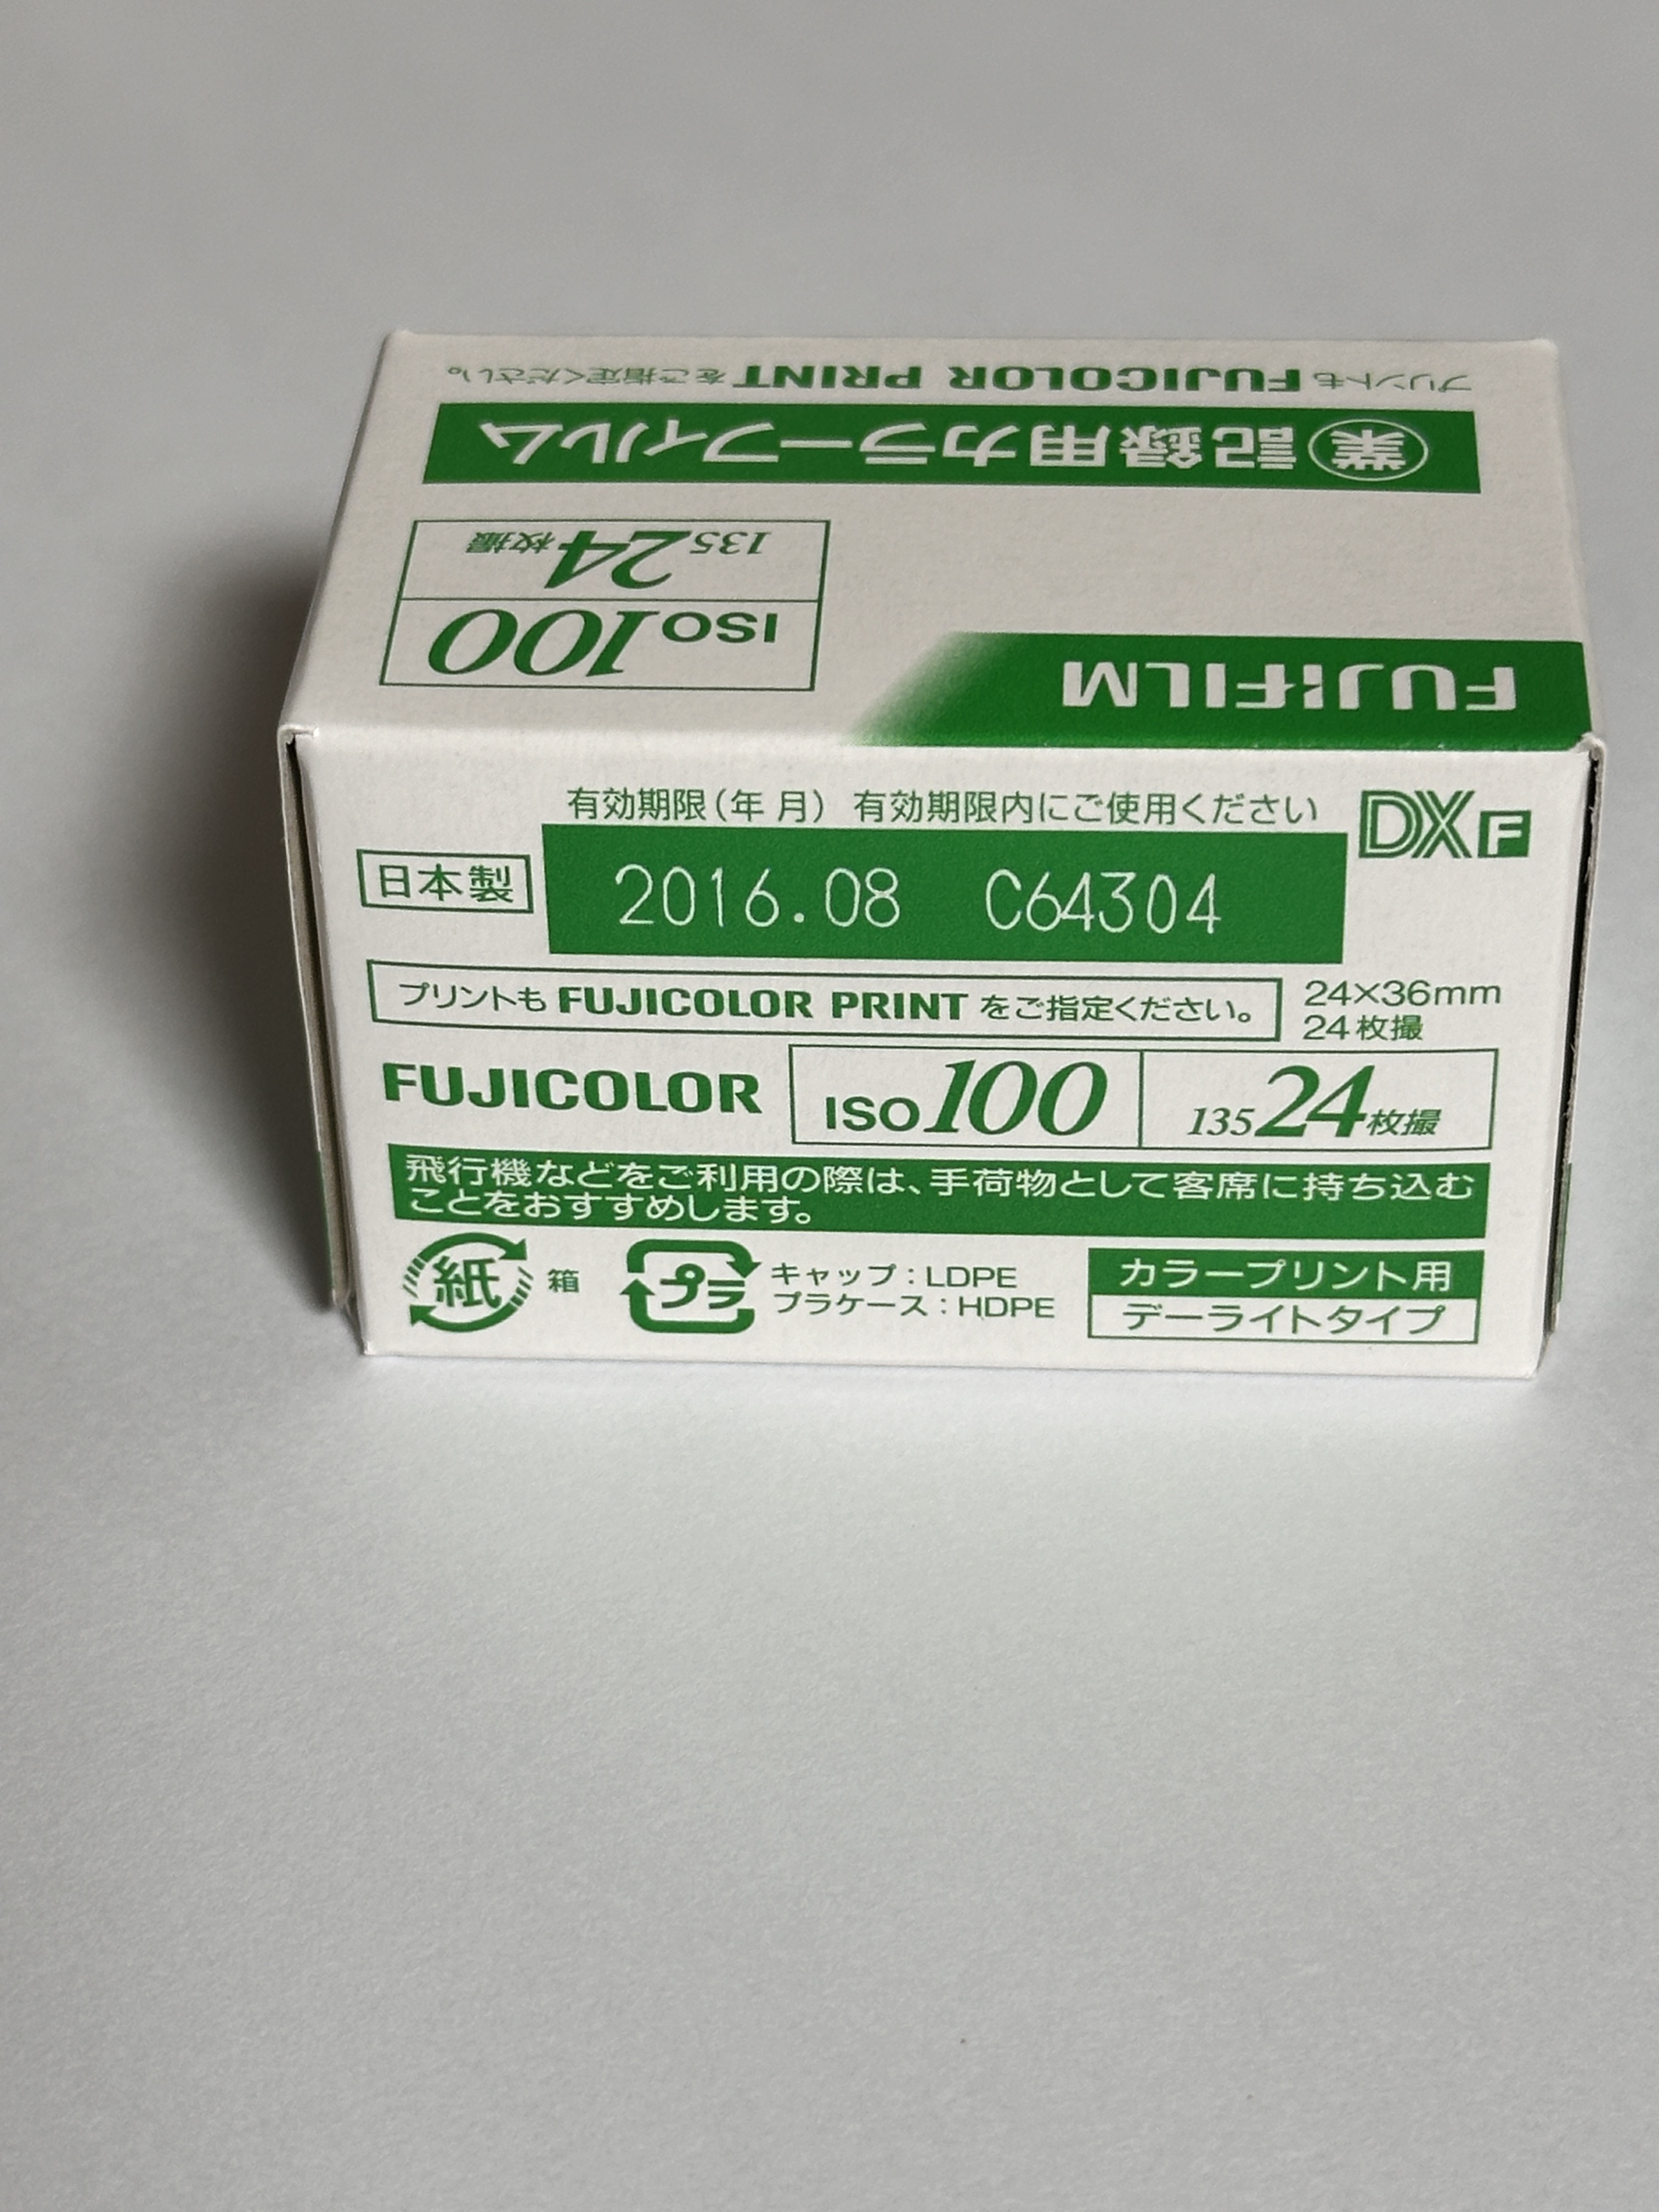 プリントも FUJICOLOR PRINT をご指定ください。
業 記録用カラーフィルム
135 24枚撮
ISO 100
FUJIFILM
有効期限（年 月） 有効期限内にご使用ください
DX F
日本製
2016.08 C64304
プリントも FUJICOLOR PRINT をご指定ください。
24×36mm
24枚撮
FUJICOLOR
ISO 100
135 24枚撮
飛行機などをご利用の際は、手荷物として客席に持ち込む
ことをおすすめします。
紙 箱
プラ
キャップ：LDPE
プラケース：HDPE
カラープリント用
デーライトタイプ